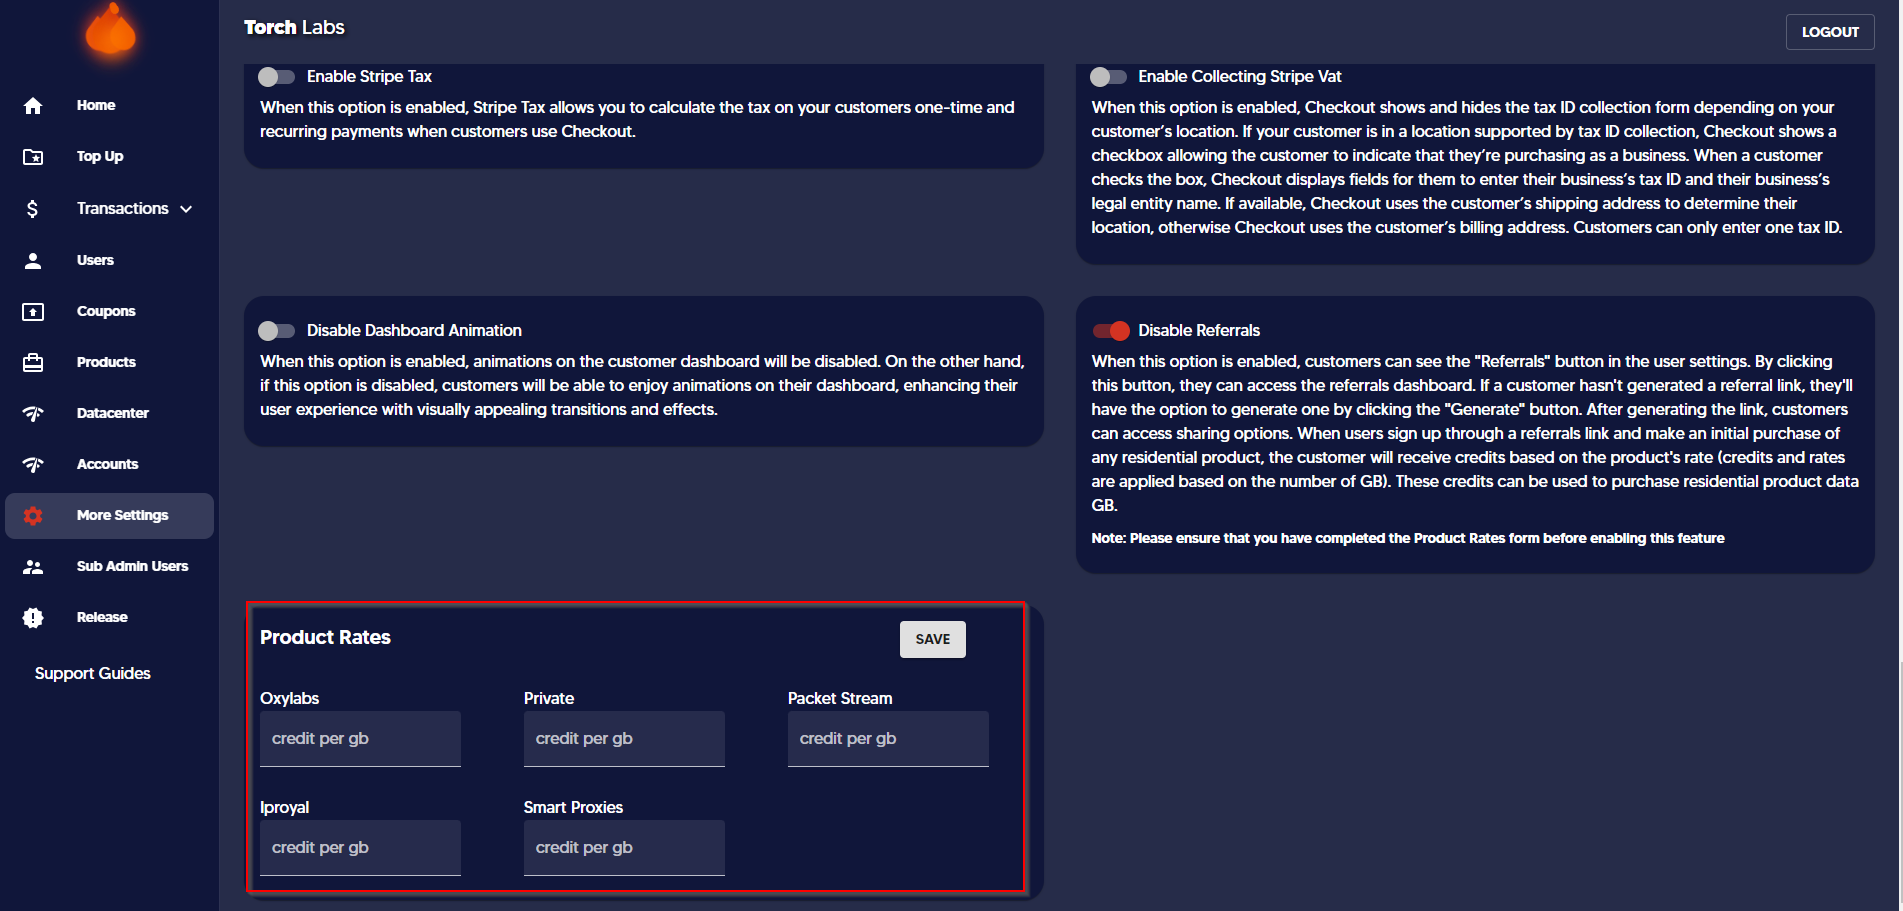 Torch Labs
LOGOUT
Home
Top Up
Transactions
Users
Coupons
Products
Datacenter
Accounts
More Settings
Sub Admin Users
Release
Support Guides
Enable Stripe Tax
When this option is enabled, Stripe Tax allows you to calculate the tax on your customers one-time and
recurring payments when customers use Checkout.
Enable Collecting Stripe Vat
When this option is enabled, Checkout shows and hides the tax ID collection form depending on your
customer’s location. If your customer is in a location supported by tax ID collection, Checkout shows a
checkbox allowing the customer to indicate that they’re purchasing as a business. When a customer
checks the box, Checkout displays fields for them to enter their business’s tax ID and their business’s
legal entity name. If available, Checkout uses the customer’s shipping address to determine their
location, otherwise Checkout uses the customer’s billing address. Customers can only enter one tax ID.
Disable Dashboard Animation
When this option is enabled, animations on the customer dashboard will be disabled. On the other hand,
if this option is disabled, customers will be able to enjoy animations on their dashboard, enhancing their
user experience with visually appealing transitions and effects.
Disable Referrals
When this option is enabled, customers can see the "Referrals" button in the user settings. By clicking
this button, they can access the referrals dashboard. If a customer hasn't generated a referral link, they'll
have the option to generate one by clicking the "Generate" button. After generating the link, customers
can access sharing options. When users sign up through a referrals link and make an initial purchase of
any residential product, the customer will receive credits based on the product's rate (credits and rates
are applied based on the number of GB). These credits can be used to purchase residential product data
GB.
Note: Please ensure that you have completed the Product Rates form before enabling this feature
Product Rates
SAVE
Oxylabs
credit per gb
Private
credit per gb
Packet Stream
credit per gb
Iproyal
credit per gb
Smart Proxies
credit per gb